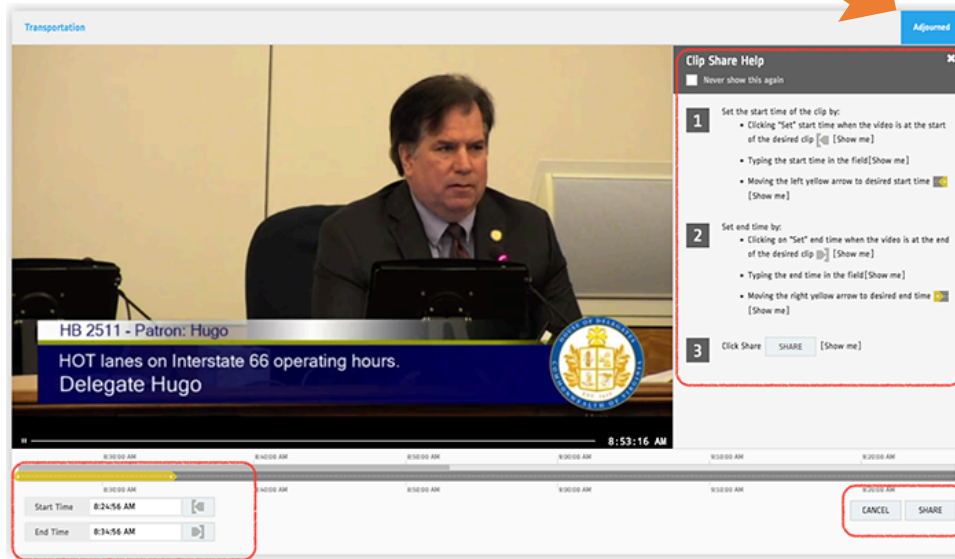 Transportation
Adjourned
Clip Share Help
Never show this again
1
Set the start time of the clip by:
• Clicking "Set" start time when the video is at the start
of the desired clip [Show me]
• Typing the start time in the field[Show me]
• Moving the left yellow arrow to desired start time
[Show me]
2
Set end time by:
• Clicking on "Set" end time when the video is at the end
of the desired clip [Show me]
• Typing the end time in the field[Show me]
• Moving the right yellow arrow to desired end time
[Show me]
3
Click Share SHARE [Show me]
HB 2511 - Patron: Hugo
HOT lanes on Interstate 66 operating hours.
Delegate Hugo
HOUSE OF DELEGATES
COMMONWEALTH OF VIRGINIA
8:53:16 AM
8:30:00 AM 8:40:00 AM 8:50:00 AM 9:00:00 AM 9:10:00 AM 9:20:00 AM
8:30:00 AM 8:40:00 AM 8:50:00 AM 9:00:00 AM 9:10:00 AM 9:20:00 AM
Start Time 8:24:56 AM
End Time 8:34:56 AM
CANCEL SHARE